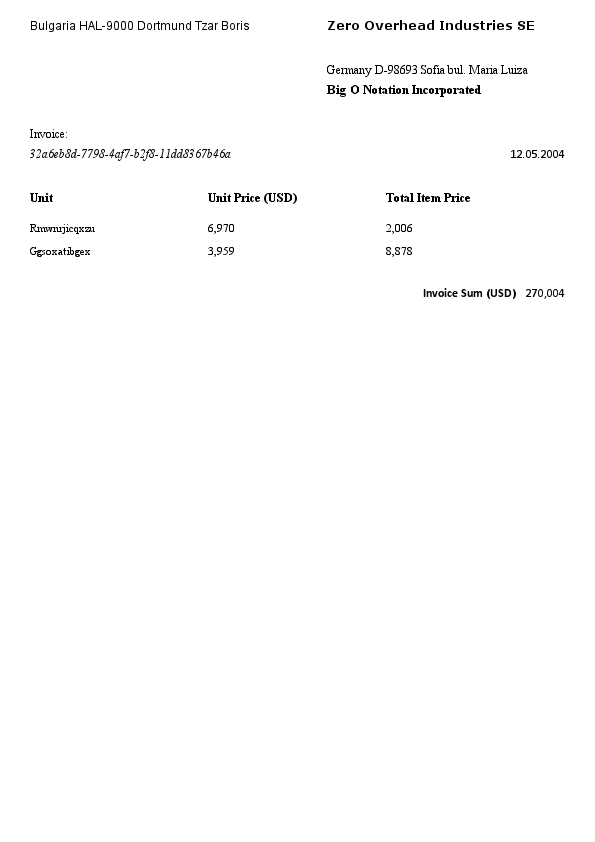 Bulgaria HAL-9000 Dortmund Tzar Boris
Zero Overhead Industries SE
Germany D-98693 Sofia bul. Maria Luiza
Big O Notation Incorporated
Invoice:
32a6eb8d-7798-4af7-b2f8-11dd8367b46a
12.05.2004
Unit Unit Price (USD) Total Item Price
Rmwrujicqxzu 6,970 2,006
Ggsoxatibgex 3,959 8,878
Invoice Sum (USD) 270,004